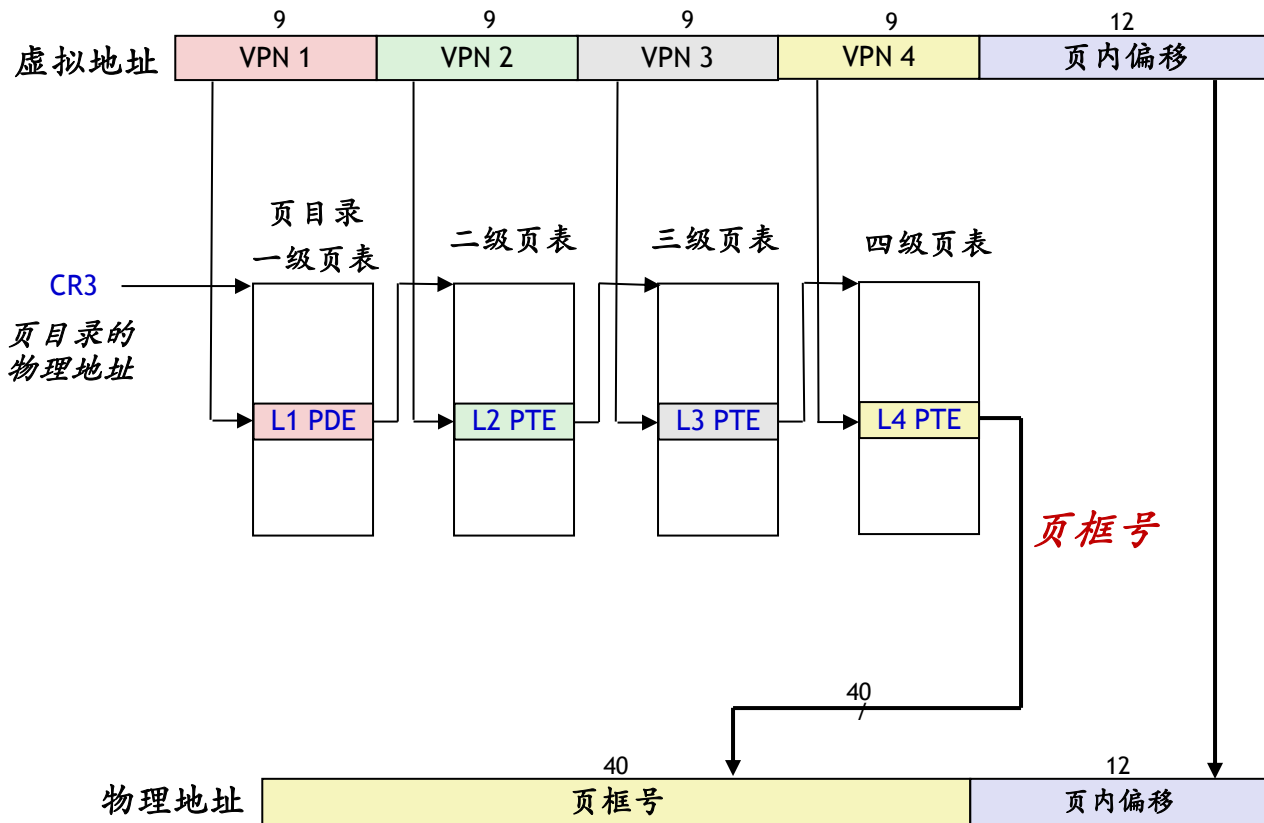 9 9 9 9 12
虚拟地址 VPN 1 VPN 2 VPN 3 VPN 4 页内偏移
页目录
一级页表
二级页表
三级页表
四级页表
CR3
页目录的
物理地址
L1 PDE L2 PTE L3 PTE L4 PTE
页框号
40
/
40 12
物理地址 页框号 页内偏移